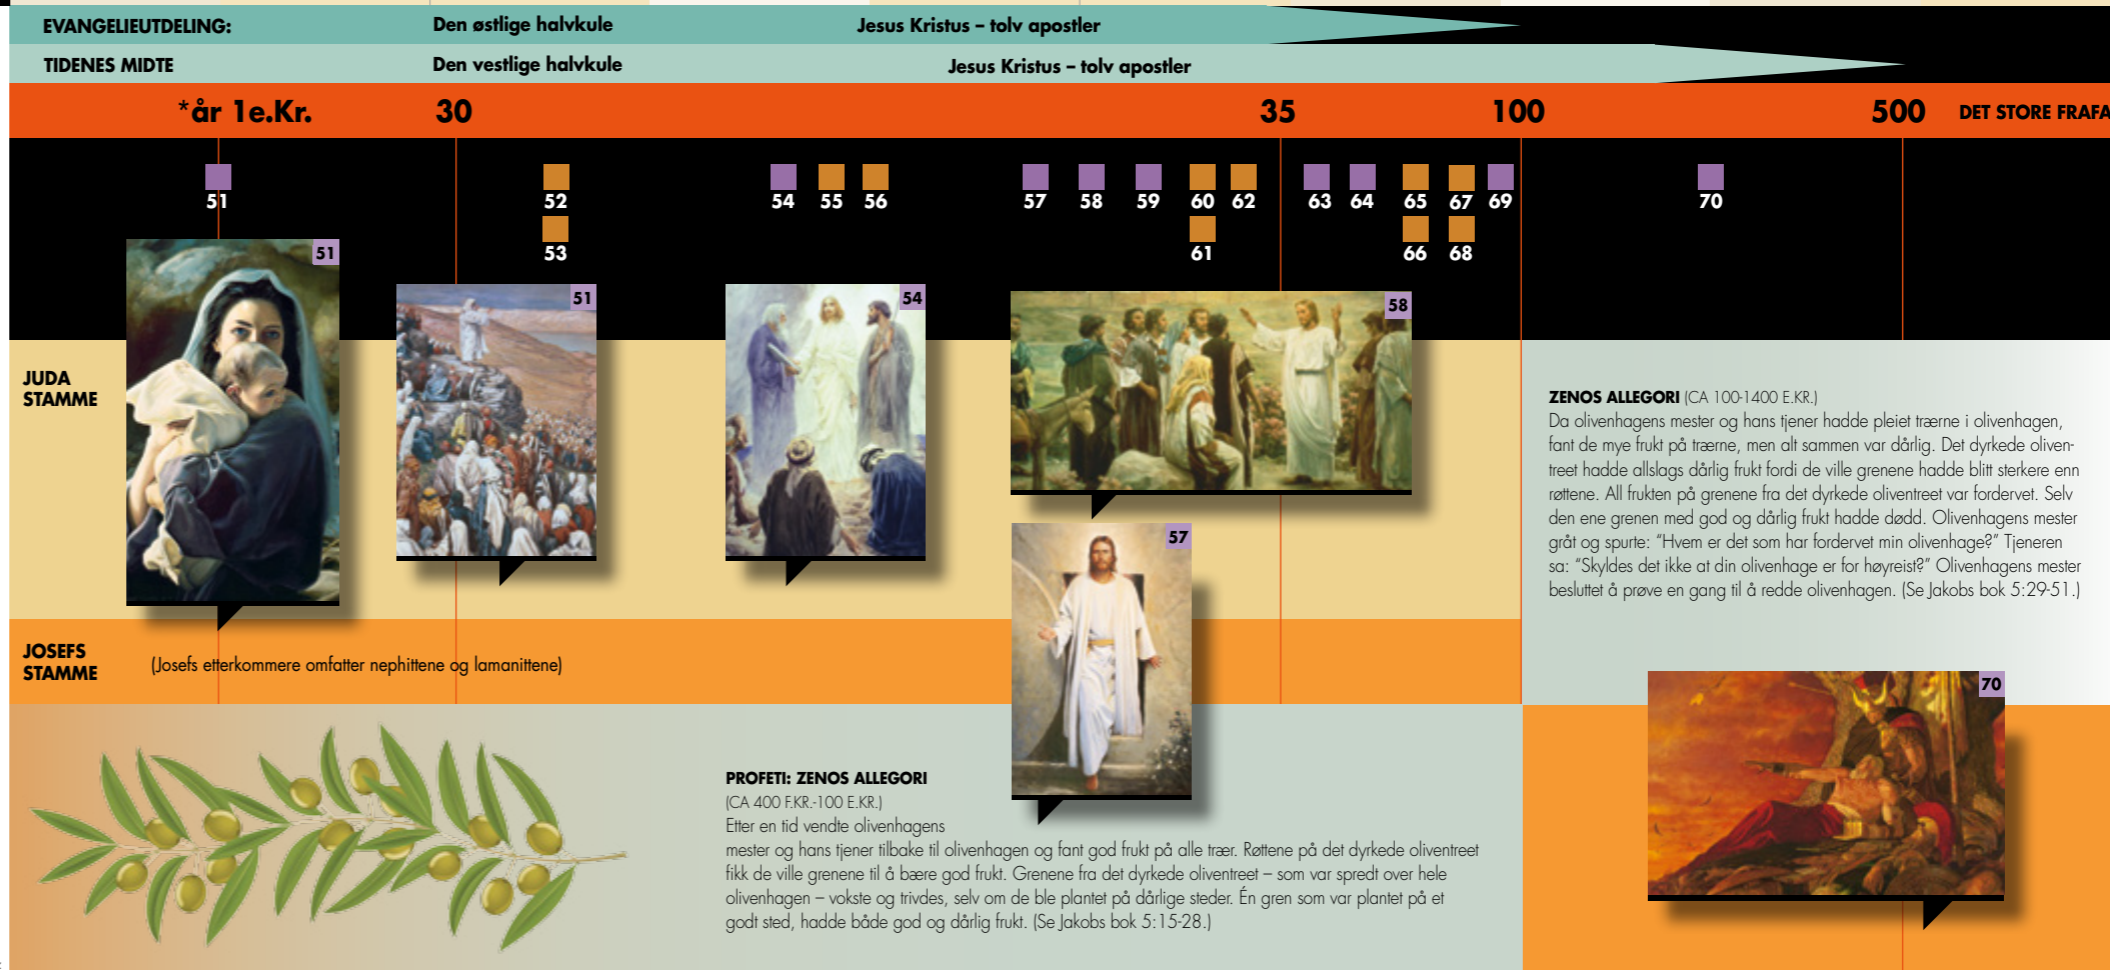 EVANGELIEUTDELING: Den østlige halvkule Jesus Kristus – tolv apostler
TIDENES MIDTE Den vestlige halvkule Jesus Kristus – tolv apostler
*år 1e.Kr. 30 35 100 500 DET STORE FRAFA
51 52 54 55 56 57 58 59 60 62 63 64 65 67 69 70
53 61 66 68
51
51
54
58
JUDA
STAMME
ZENOS ALLEGORI (CA 100-1400 E.KR.)
Da olivenhagens mester og hans tjener hadde pleiet trærne i olivenhagen,
fant de mye frukt på trærne, men alt sammen var dårlig. Det dyrkede oliven-
treet hadde allslags dårlig frukt fordi de ville grenene hadde blitt sterkere enn
røttene. All frukten på grenene fra det dyrkede oliventreet var fordervet. Selv
den ene grenen med god og dårlig frukt hadde dødd. Olivenhagens mester
gråt og spurte: “Hvem er det som har fordervet min olivenhage?” Tjeneren
sa: “Skyldes det ikke at din olivenhage er for høyreist?” Olivenhagens mester
besluttet å prøve en gang til å redde olivenhagen. (Se Jakobs bok 5:29-51.)
57
JOSEFS
STAMME
(Josefs etterkommere omfatter nephittene og lamanittene)
70
PROFETI: ZENOS ALLEGORI
(CA 400 F.KR.-100 E.KR.)
Etter en tid vendte olivenhagens
mester og hans tjener tilbake til olivenhagen og fant god frukt på alle trær. Røttene på det dyrkede oliventreet
fikk de ville grenene til å bære god frukt. Grenene fra det dyrkede oliventreet – som var spredt over hele
olivenhagen – vokste og trivdes, selv om de ble plantet på dårlige steder. Én gren som var plantet på et
godt sted, hadde både god og dårlig frukt. (Se Jakobs bok 5:15-28.)